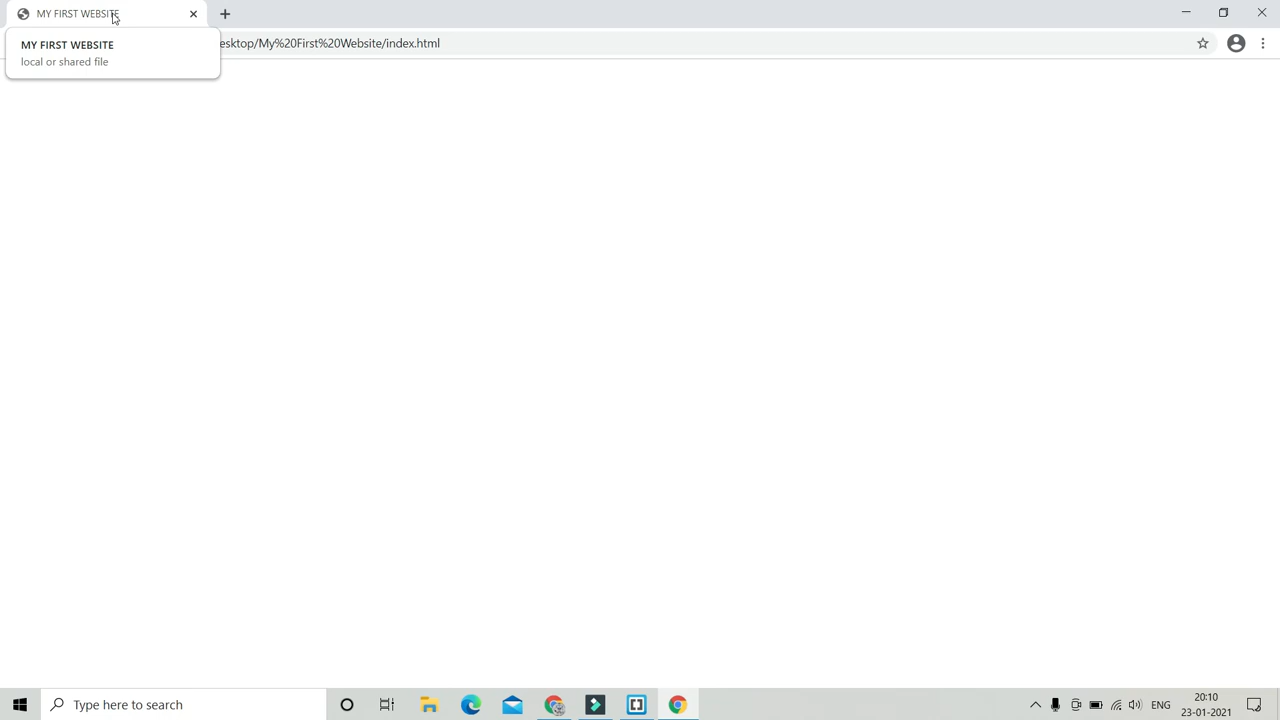 MY FIRST WEBSITE
MY FIRST WEBSITE
local or shared file
esktop/My%20First%20Website/index.html
Type here to search
ENG
20:10
23-01-2021